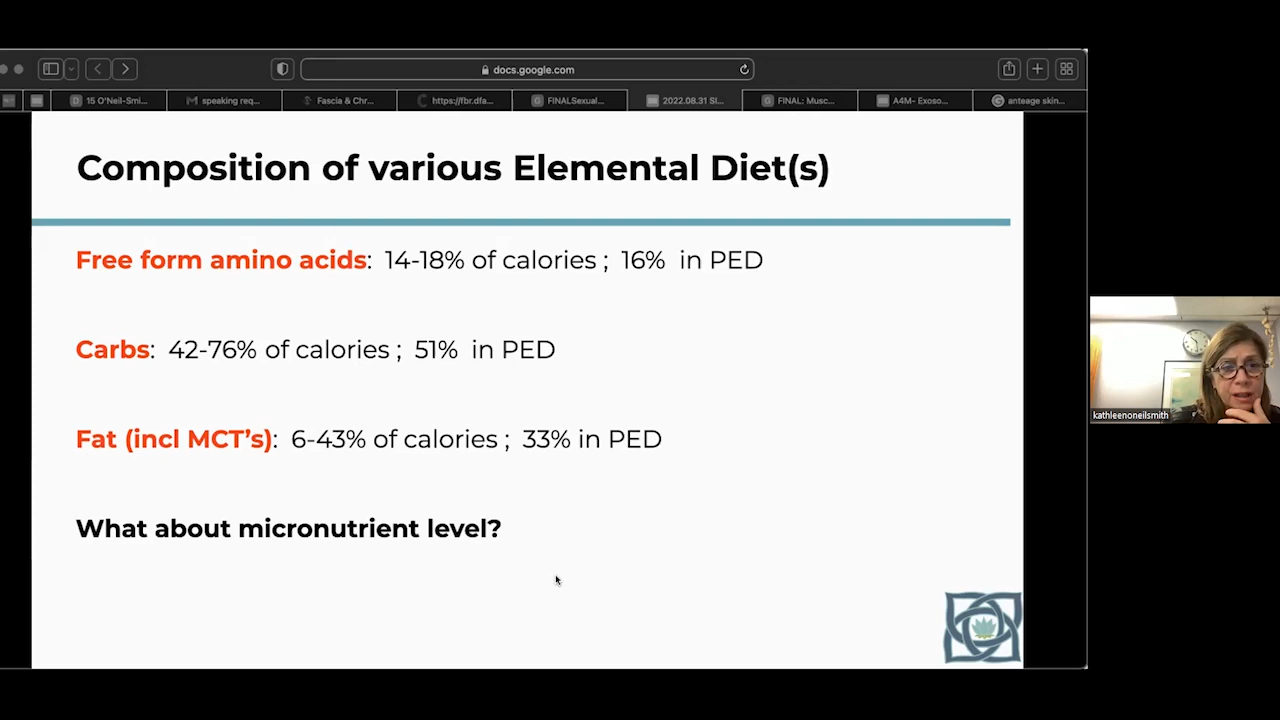 docs.google.com
15 O'Neil-Smi...
speaking req...
Fascia & Chr...
https://fbr.dfa...
FINALSexual...
2022.08.31 Sl...
FINAL: Musc...
A4M- Exoso...
anteage skin...
Composition of various Elemental Diet(s)
Free form amino acids: 14-18% of calories ; 16% in PED
Carbs: 42-76% of calories ; 51% in PED
Fat (incl MCT's): 6-43% of calories ; 33% in PED
What about micronutrient level?
kathleenoneilsmith